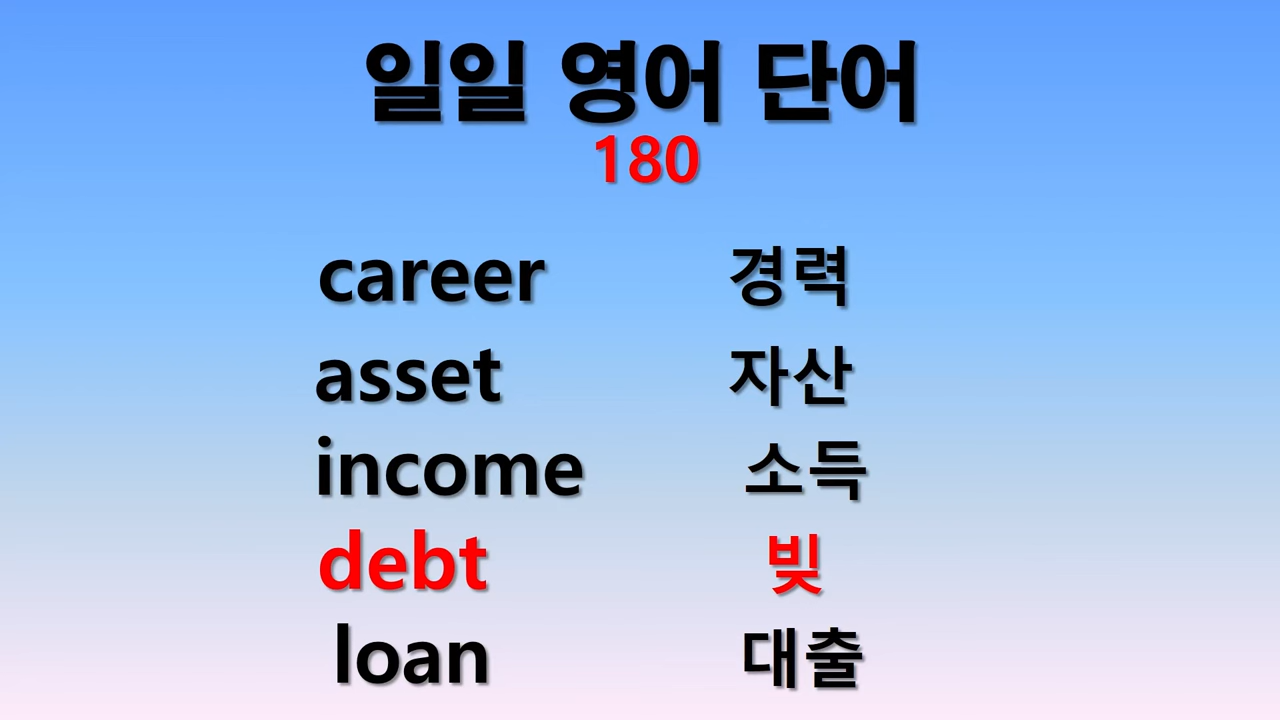 일일 영어 단어
180
career 경력
asset 자산
income 소득
debt 빚
loan 대출